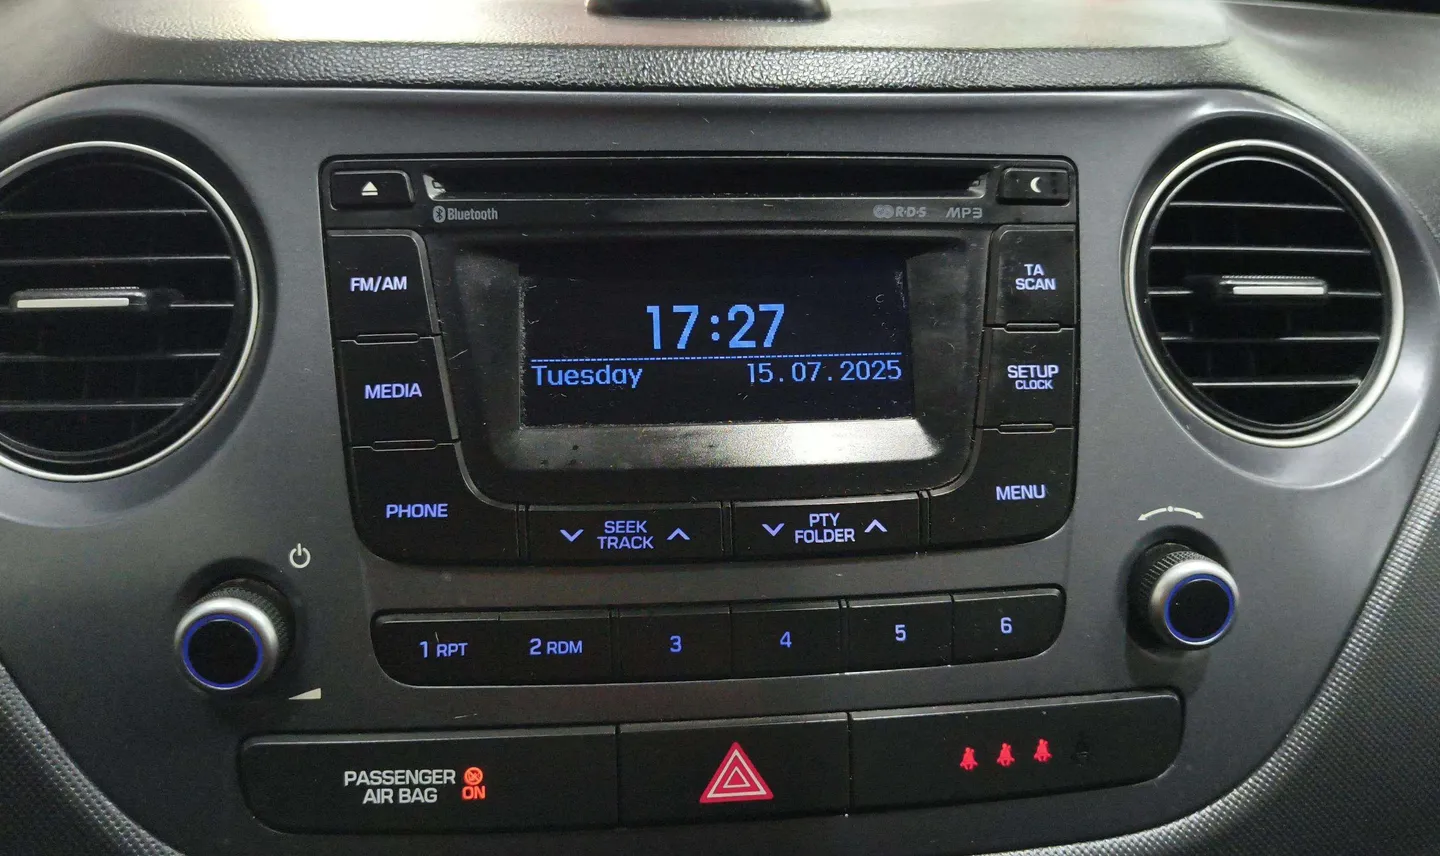 Bluetooth
R·D·S MP3
FM/AM
TA
SCAN
17:27
Tuesday 15.07.2025
MEDIA
SETUP
CLOCK
PHONE
SEEK
TRACK
PTY
FOLDER
MENU
1 RPT
2 RDM
3
4
5
6
PASSENGER
AIR BAG
ON